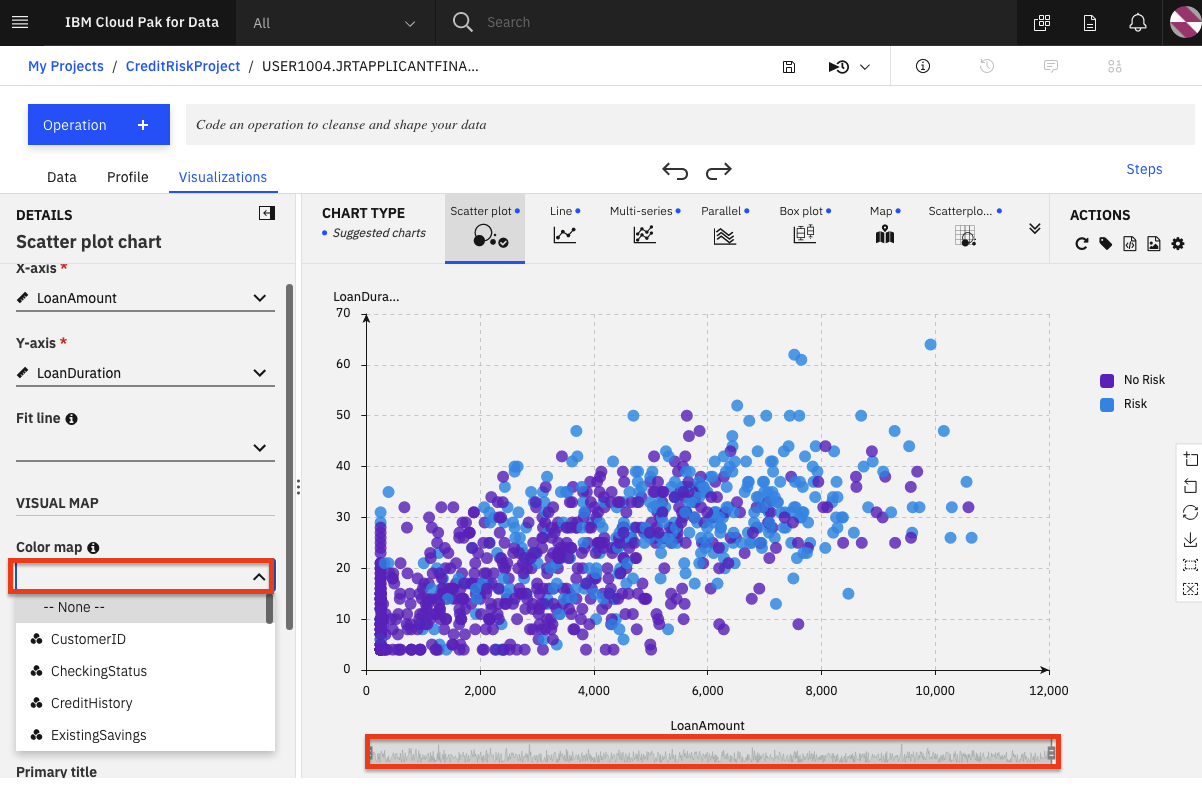 IBM Cloud Pak for Data
All
Search
My Projects / CreditRiskProject / USER1004.JRTAPPLICANTFINA...
Operation +
Code an operation to cleanse and shape your data
Data
Profile
Visualizations
Steps
DETAILS
Scatter plot chart
X-axis *
LoanAmount
Y-axis *
LoanDuration
Fit line
VISUAL MAP
Color map
-- None --
CustomerID
CheckingStatus
CreditHistory
ExistingSavings
Primary title
CHART TYPE
Suggested charts
Scatter plot
Line
Multi-series
Parallel
Box plot
Map
Scatterplo...
ACTIONS
LoanDura...
70
60
50
40
30
20
10
0
0 2,000 4,000 6,000 8,000 10,000 12,000
LoanAmount
No Risk
Risk